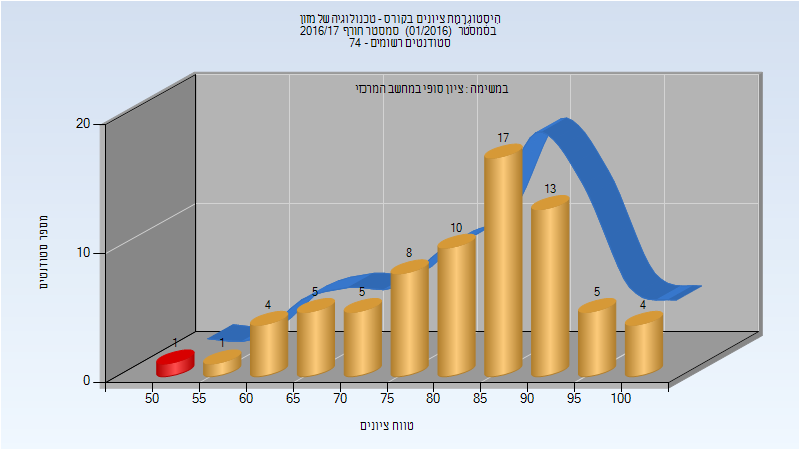 היסטוגרמת ציונים בקורס - טכנולוגיה של מזון
בסמסטר (01/2016) סמסטר חורף 2016/17
סטודנטים רשומים - 74
במשימה : ציון סופי במחשב המרכזי
20
10
0
מספר סטודנטים
1
1
4
5
5
8
10
17
13
5
4
50 55 60 65 70 75 80 85 90 95 100
טווח ציונים